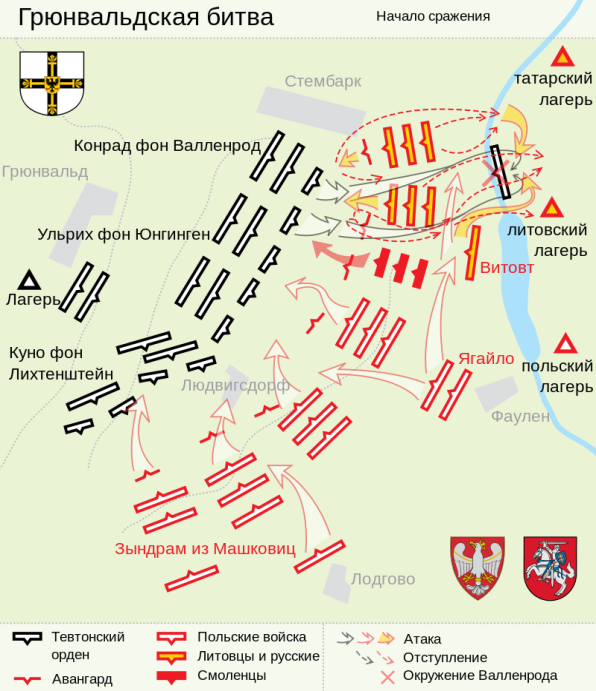 Грюнвальдская битва
Начало сражения
татарский
лагерь
Стембарк
Конрад фон Валленрод
Грюнвальд
Ульрих фон Юнгинген
литовский
лагерь
Витовт
Лагерь
Куно фон
Лихтенштейн
Ягайло
польский
лагерь
Людвигсдорф
Фаулен
Зындрам из Машковиц
Лодгово
Тевтонский
орден
Авангард
Польские войска
Литовцы и русские
Смоленцы
Атака
Отступление
Окружение Валленрода